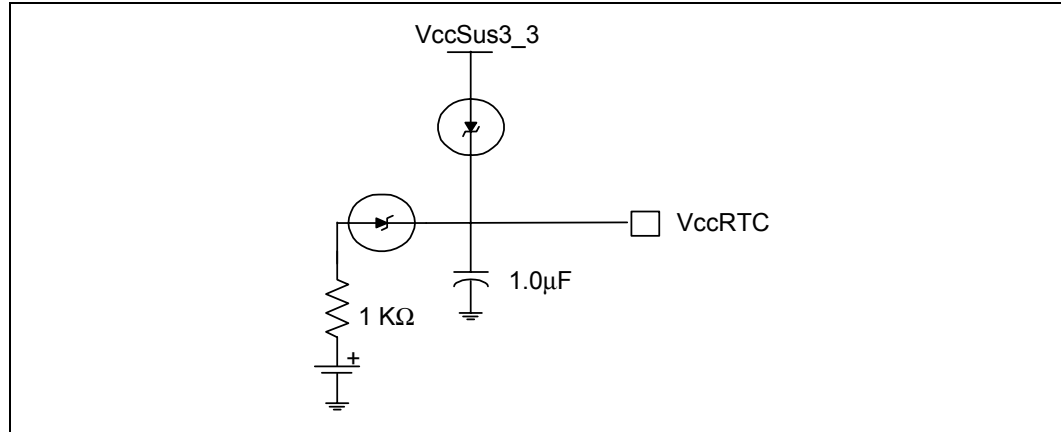 VccSus3_3
VccRTC
1.0μF
1 KΩ
+